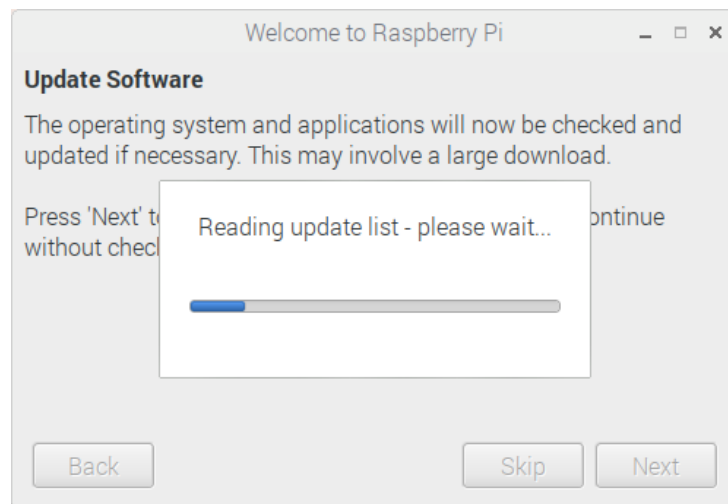 Welcome to Raspberry Pi
Update Software
The operating system and applications will now be checked and
updated if necessary. This may involve a large download.
Press 'Next' t
Reading update list - please wait...
ontinue
without chec
Back
Skip
Next